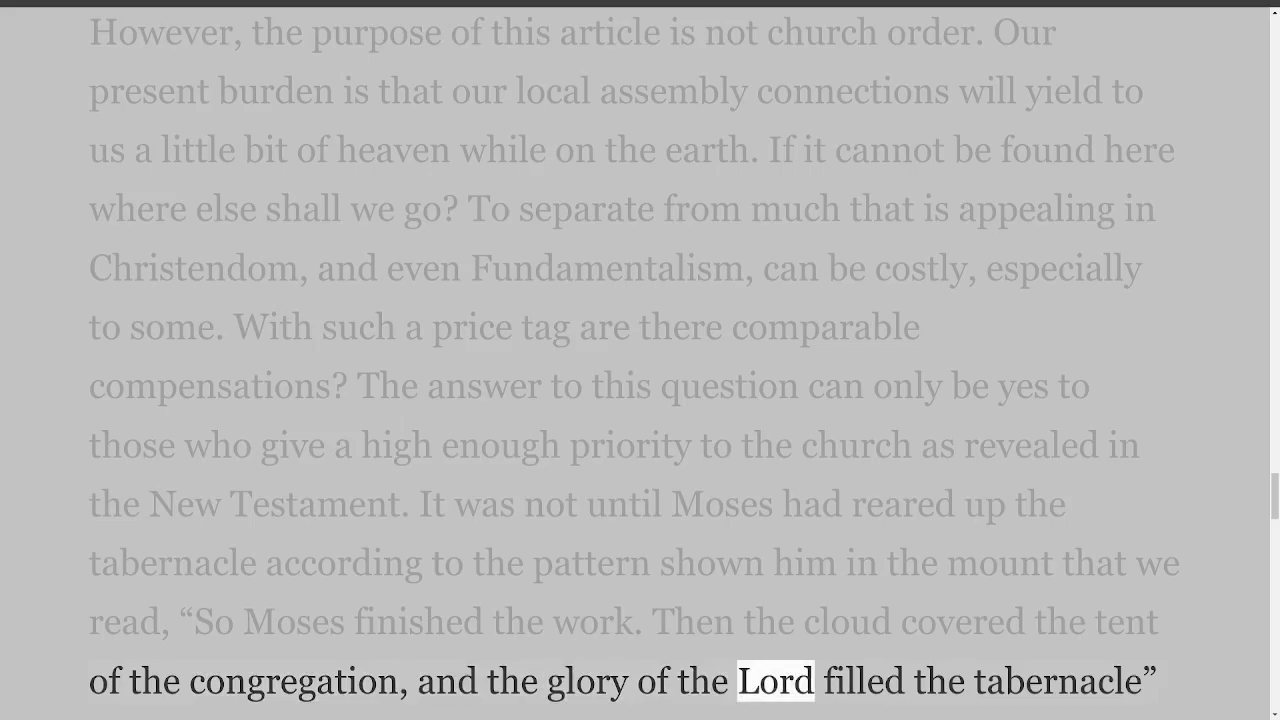 However, the purpose of this article is not church order. Our
present burden is that our local assembly connections will yield to
us a little bit of heaven while on the earth. If it cannot be found here
where else shall we go? To separate from much that is appealing in
Christendom, and even Fundamentalism, can be costly, especially
to some. With such a price tag are there comparable
compensations? The answer to this question can only be yes to
those who give a high enough priority to the church as revealed in
the New Testament. It was not until Moses had reared up the
tabernacle according to the pattern shown him in the mount that we
read, “So Moses finished the work. Then the cloud covered the tent
of the congregation, and the glory of the Lord filled the tabernacle”